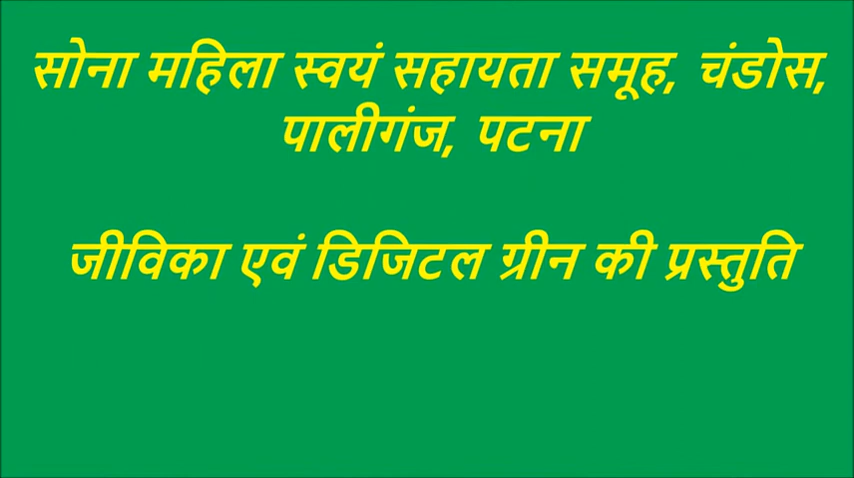 सोना महिला स्वयं सहायता समूह, चंडोस,
पालीगंज, पटना
जीविका एवं डिजिटल ग्रीन की प्रस्तुति